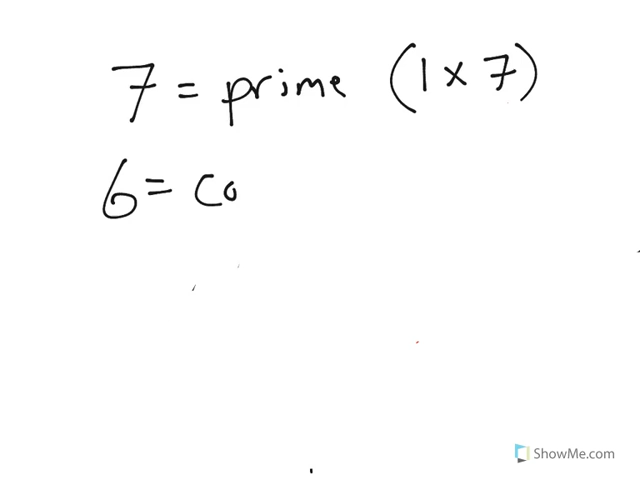 7 = prime (1 x 7)
6 = co
ShowMe.com